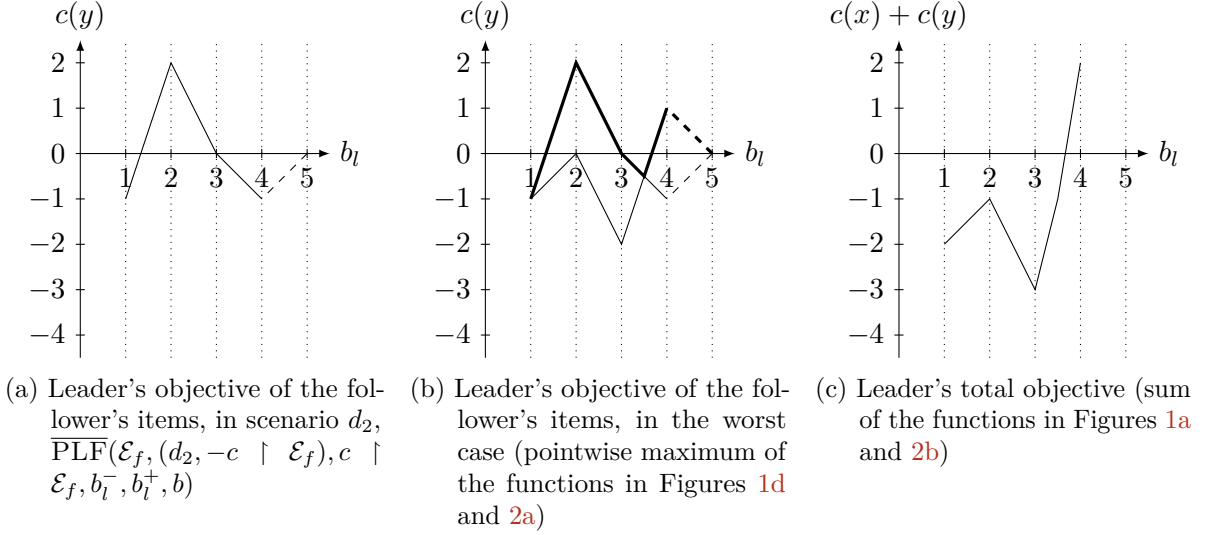 c(y)
2
1
0
−1
−2
−3
−4
1 2 3 4 5
b_l
c(y)
2
1
0
−1
−2
−3
−4
1 2 3 4 5
b_l
c(x) + c(y)
2
1
0
−1
−2
−3
−4
1 2 3 4 5
b_l
(a) Leader's objective of the fol-
lower's items, in scenario d_2,
\overline{PLF}(ℰ_f, (d_2, −c ↾ ℰ_f), c ↾
ℰ_f, b_l^−, b_l^+, b)
(b) Leader's objective of the fol-
lower's items, in the worst
case (pointwise maximum of
the functions in Figures 1d
and 2a)
(c) Leader's total objective (sum
of the functions in Figures 1a
and 2b)